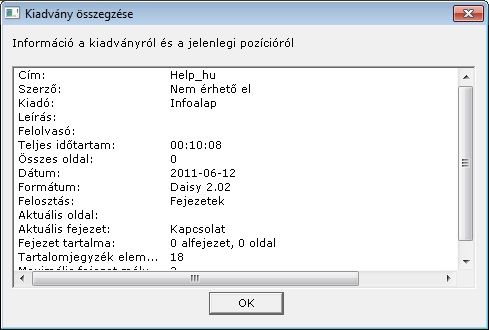 Kiadvány összegzése
Információ a kiadványról és a jelenlegi pozícióról
Cím: Help_hu
Szerző: Nem érhető el
Kiadó: Infoalap
Leírás:
Felolvasó:
Teljes időtartam: 00:10:08
Összes oldal: 0
Dátum: 2011-06-12
Formátum: Daisy 2.02
Felosztás: Fejezetek
Aktuális oldal:
Aktuális fejezet: Kapcsolat
Fejezet tartalma: 0 alfejezet, 0 oldal
Tartalomjegyzék elem... 18
OK